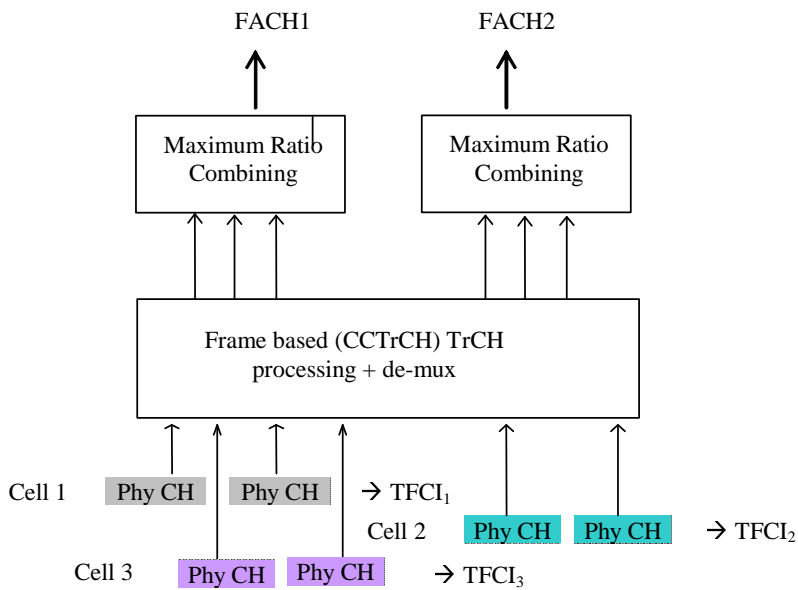 FACH1 FACH2
Maximum Ratio
Combining
Maximum Ratio
Combining
Frame based (CCTrCH) TrCH
processing + de-mux
Cell 1 Phy CH Phy CH → TFCI₁
Cell 2 Phy CH Phy CH → TFCI₂
Cell 3 Phy CH Phy CH → TFCI₃